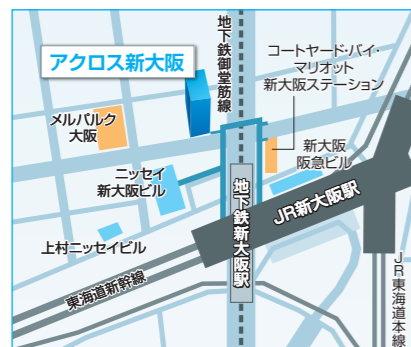 アクロス新大阪
地下鉄御堂筋線
コートヤード・バイ・
マリオット
新大阪ステーション
メルパルク
大阪
新大阪
阪急ビル
ニッセイ
新大阪ビル
地下鉄新大阪駅
JR新大阪駅
上村ニッセイビル
東海道新幹線
JR東海道本線